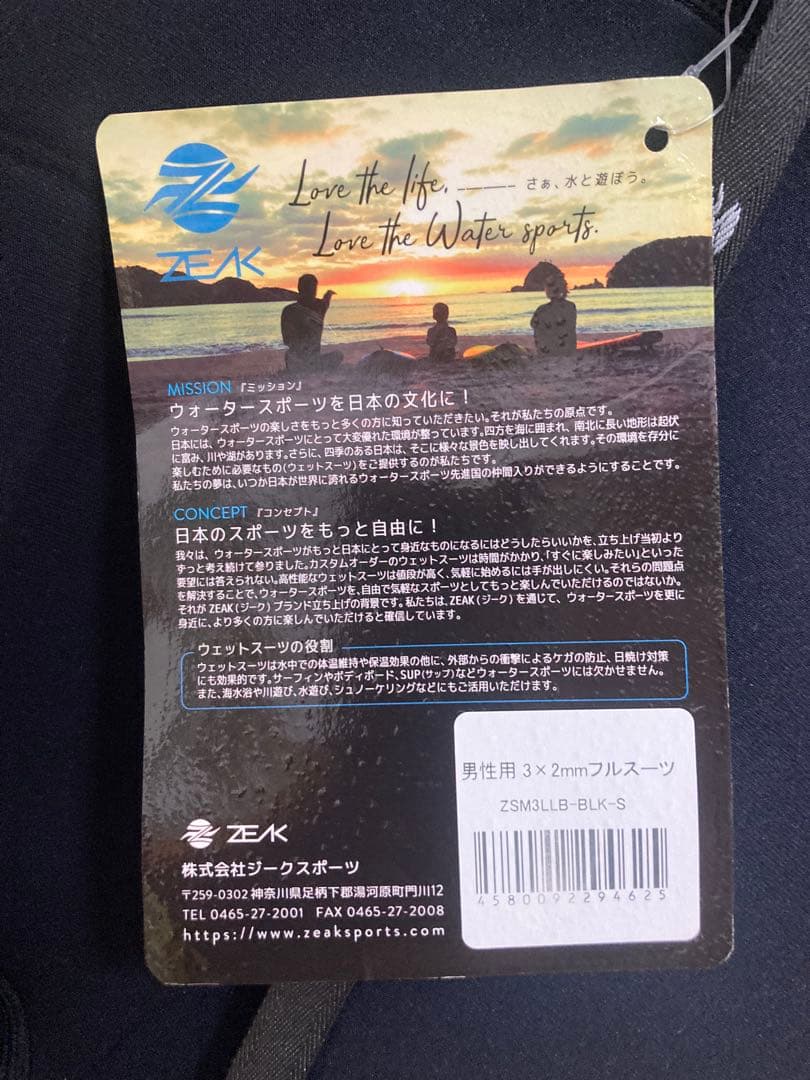 ZEAK
Love the life, ———— さぁ、水と遊ぼう。
Love the Water sports.
MISSION 『ミッション』
ウォータースポーツを日本の文化に！
ウォータースポーツの楽しさをもっと多くの方に知っていただきたい。それが私たちの原点です。
日本には、ウォータースポーツにとって大変優れた環境が整っています。四方を海に囲まれ、南北に長い地形は起伏
に富み、川や湖があります。さらに、四季のある日本は、そこに様々な景色を映し出してくれます。その環境を存分に
楽しむために必要なもの（ウェットスーツ）をご提供するのが私たちです。
私たちの夢は、いつか日本が世界に誇れるウォータースポーツ先進国の仲間入りができるようにすることです。
CONCEPT 『コンセプト』
日本のスポーツをもっと自由に！
我々は、ウォータースポーツがもっと日本にとって身近なものになるにはどうしたらいいかを、立ち上げ当初より
ずっと考え続けて参りました。カスタムオーダーのウェットスーツは時間がかかり、「すぐに楽しみたい」といった
要望には答えられない。高性能なウェットスーツは値段が高く、気軽に始めるには手が出しにくい。それらの問題点
を解決することで、ウォータースポーツを、自由で気軽なスポーツとしてもっと楽しんでいただけるのではないか。
それが ZEAK（ジーク）ブランド立ち上げの背景です。私たちは、ZEAK（ジーク）を通じて、ウォータースポーツを更に
身近に、より多くの方に楽しんでいただけると確信しています。
ウェットスーツの役割
ウェットスーツは水中での体温維持や保温効果の他に、外部からの衝撃によるケガの防止、日焼け対策
にも効果的です。サーフィンやボディボード、SUP（サップ）などウォータースポーツには欠かせません。
また、海水浴や川遊び、水遊び、シュノーケリングなどにもご活用いただけます。
男性用 3×2mmフルスーツ
ZSM3LLB-BLK-S
4580092294625
ZEAK
株式会社ジークスポーツ
〒259-0302 神奈川県足柄下郡湯河原町門川12
TEL 0465-27-2001 FAX 0465-27-2008
https://www.zeaksports.com